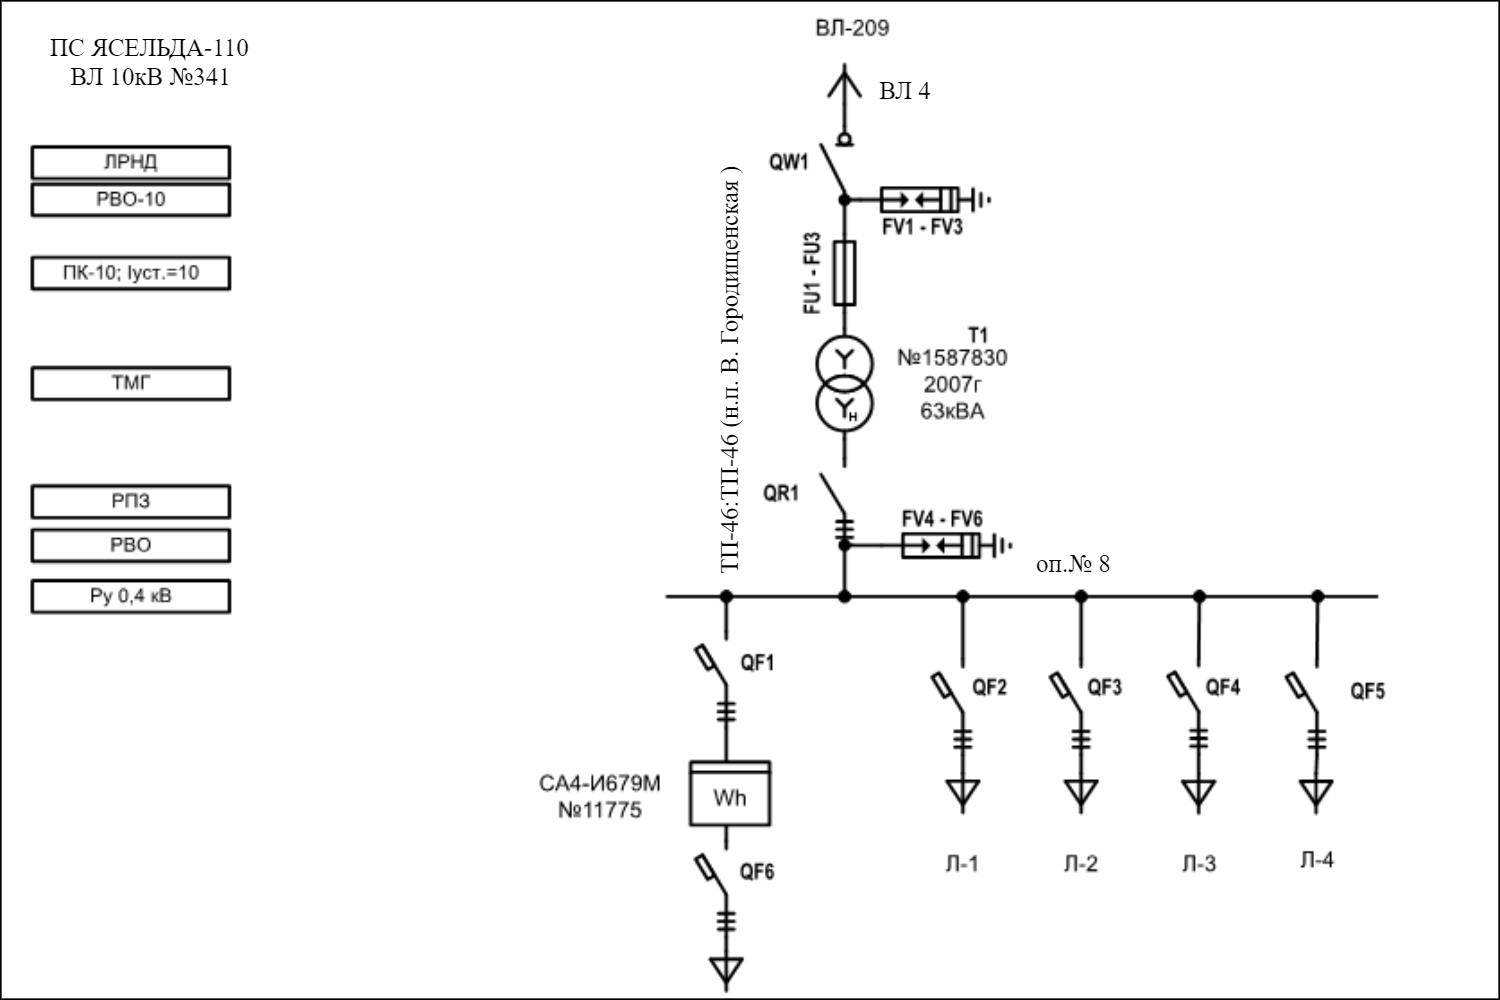 ПС ЯСЕЛЬДА-110
ВЛ 10кВ №341
ЛРНД
РВО-10
ПК-10; Iуст.=10
ТМГ
РПЗ
РВО
Ру 0,4 кВ
ВЛ-209
ВЛ 4
QW1
FV1 - FV3
FU1 - FU3
ТП-46:ТП-46 (н.п. В. Городищенская )
T1
№1587830
2007г
63кВА
Y
Yн
QR1
FV4 - FV6
оп.№ 8
QF1
QF2
QF3
QF4
QF5
СА4-И679М
№11775
Wh
QF6
Л-1
Л-2
Л-3
Л-4